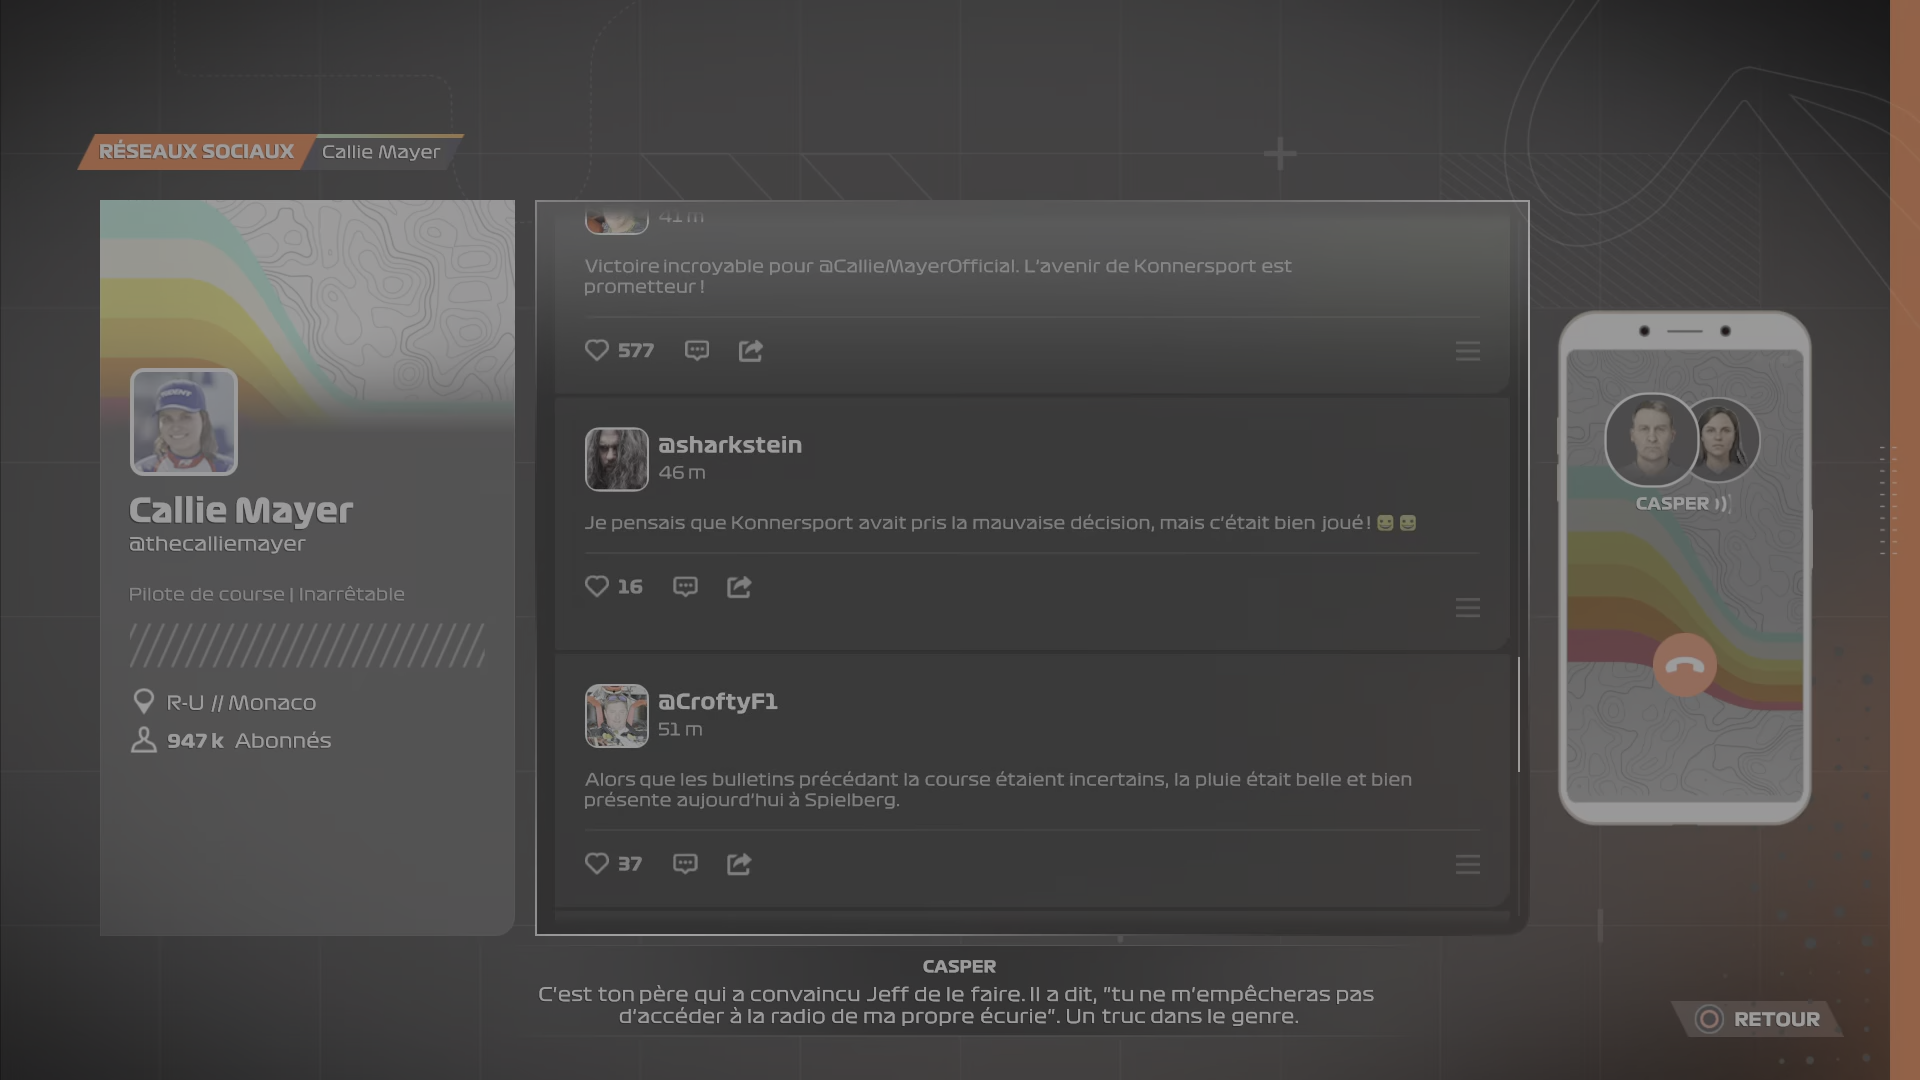 RÉSEAUX SOCIAUX
Callie Mayer
Callie Mayer
@thecalliemayer
Pilote de course | Inarrêtable
R-U // Monaco
947 k Abonnés
41 m
Victoire incroyable pour @CallieMayerOfficial. L'avenir de Konnersport est
prometteur !
577
@sharkstein
46 m
Je pensais que Konnersport avait pris la mauvaise décision, mais c'était bien joué !
16
@CroftyF1
51 m
Alors que les bulletins précédant la course étaient incertains, la pluie était belle et bien
présente aujourd'hui à Spielberg.
37
CASPER
CASPER
C'est ton père qui a convaincu Jeff de le faire. Il a dit, "tu ne m'empêcheras pas
d'accéder à la radio de ma propre écurie". Un truc dans le genre.
RETOUR